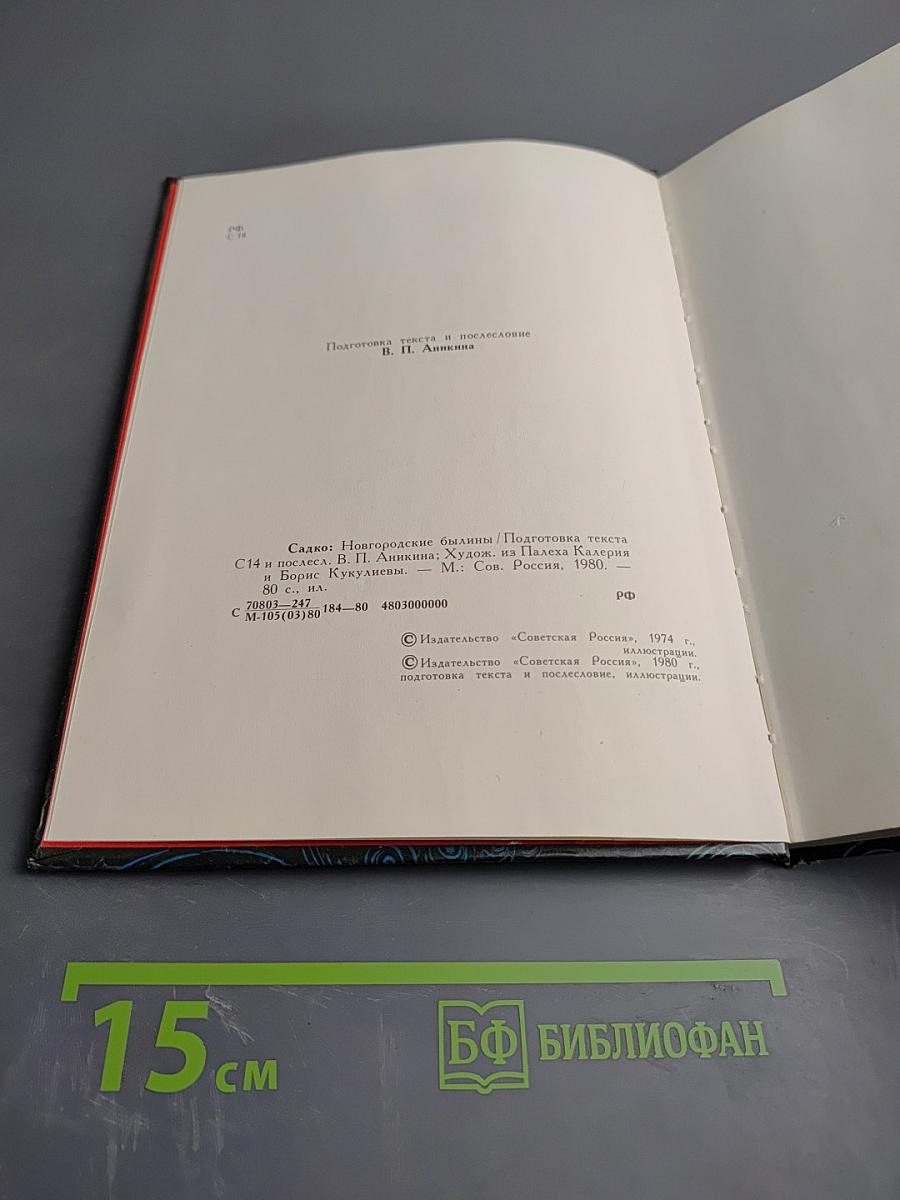 РФ
С 14
Подготовка текста и послесловие
В. П. Аникина
Садко: Новгородские былины/Подготовка текста
С14 и послесл. В. П. Аникина; Худож. из Палеха Калерия
и Борис Кукулиевы. — М.: Сов. Россия, 1980. —
80 с., ил.
С 70803—247
М-105(03)80 184—80 4803000000
РФ
© Издательство «Советская Россия», 1974 г.,
иллюстрации.
© Издательство «Советская Россия», 1980 г.,
подготовка текста и послесловие, иллюстрации.
15 см
БФ БИБЛИОФАН